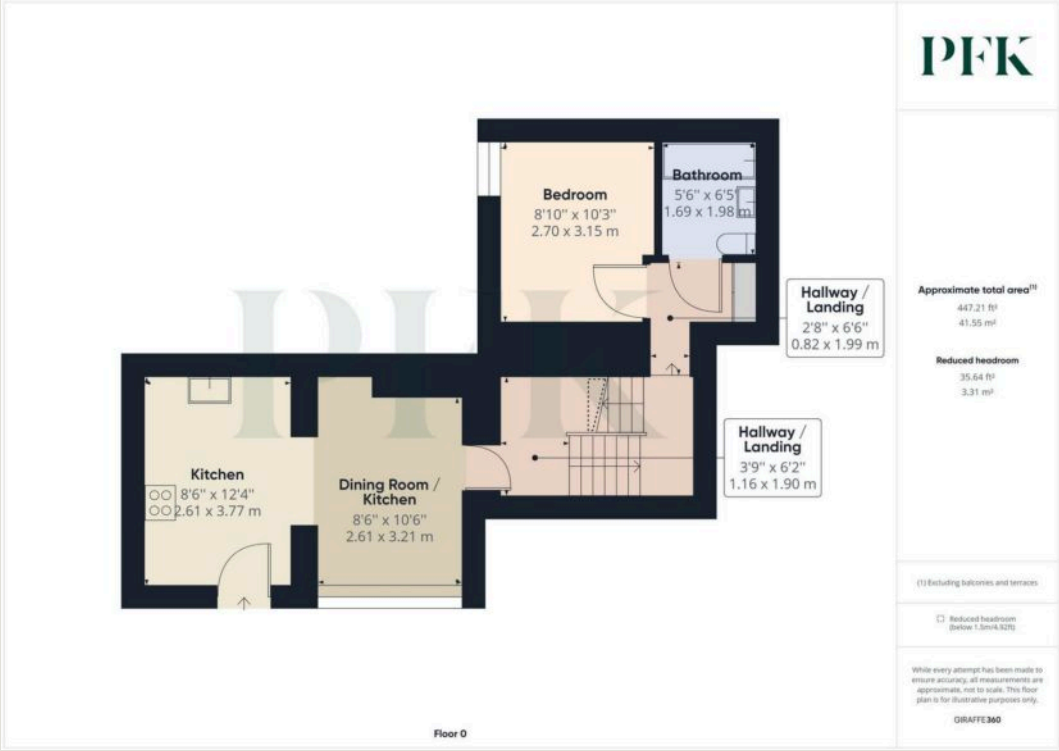 PFK
Bedroom
8'10" x 10'3"
2.70 x 3.15 m
Bathroom
5'6" x 6'5"
1.69 x 1.98 m
Hallway /
Landing
2'8" x 6'6"
0.82 x 1.99 m
Hallway /
Landing
3'9" x 6'2"
1.16 x 1.90 m
Kitchen
8'6" x 12'4"
2.61 x 3.77 m
Dining Room /
Kitchen
8'6" x 10'6"
2.61 x 3.21 m
PFK
Floor 0
Approximate total area(1)
447.21 ft²
41.55 m²
Reduced headroom
35.64 ft²
3.31 m²
(1) Excluding balconies and terraces
Reduced headroom
(below 1.5m/4.92ft)
While every attempt has been made to
ensure accuracy, all measurements are
approximate, not to scale. This floor
plan is for illustrative purposes only.
GIRAFFE360